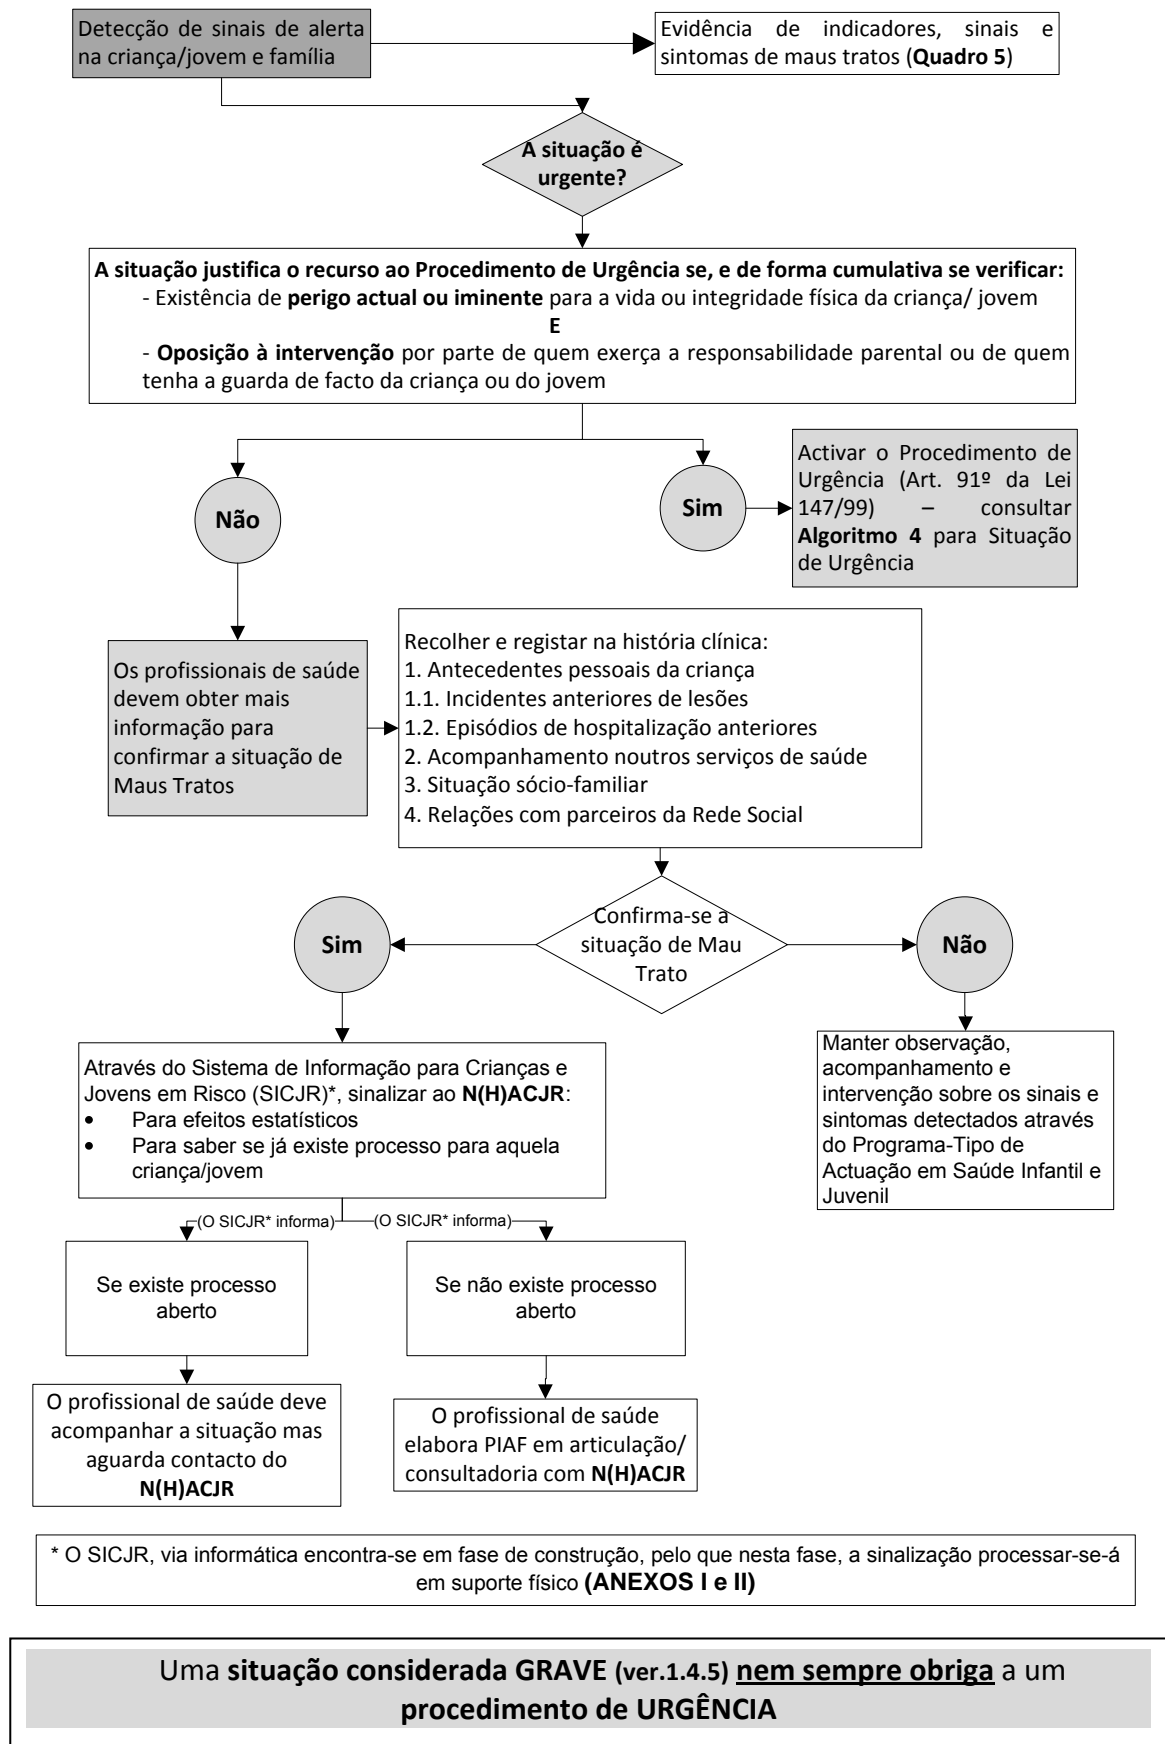 Detecção de sinais de alerta
na criança/jovem e família
Evidência de indicadores, sinais e
sintomas de maus tratos (Quadro 5)
A situação é
urgente?
A situação justifica o recurso ao Procedimento de Urgência se, e de forma cumulativa se verificar:
- Existência de perigo actual ou iminente para a vida ou integridade física da criança/ jovem
E
- Oposição à intervenção por parte de quem exerça a responsabilidade parental ou de quem
tenha a guarda de facto da criança ou do jovem
Não
Sim
Activar o Procedimento de
Urgência (Art. 91º da Lei
147/99) – consultar
Algoritmo 4 para Situação
de Urgência
Os profissionais de saúde
devem obter mais
informação para
confirmar a situação de
Maus Tratos
Recolher e registar na história clínica:
1. Antecedentes pessoais da criança
1.1. Incidentes anteriores de lesões
1.2. Episódios de hospitalização anteriores
2. Acompanhamento noutros serviços de saúde
3. Situação sócio-familiar
4. Relações com parceiros da Rede Social
Confirma-se a
situação de Mau
Trato
Sim
Não
Através do Sistema de Informação para Crianças e
Jovens em Risco (SICJR)*, sinalizar ao N(H)ACJR:
• Para efeitos estatísticos
• Para saber se já existe processo para aquela
criança/jovem
Manter observação,
acompanhamento e
intervenção sobre os sinais e
sintomas detectados através
do Programa-Tipo de
Actuação em Saúde Infantil e
Juvenil
(O SICJR* informa)
(O SICJR* informa)
Se existe processo
aberto
Se não existe processo
aberto
O profissional de saúde deve
acompanhar a situação mas
aguarda contacto do
N(H)ACJR
O profissional de saúde
elabora PIAF em articulação/
consultadoria com N(H)ACJR
* O SICJR, via informática encontra-se em fase de construção, pelo que nesta fase, a sinalização processar-se-á
em suporte físico (ANEXOS I e II)
Uma situação considerada GRAVE (ver.1.4.5) nem sempre obriga a um
procedimento de URGÊNCIA